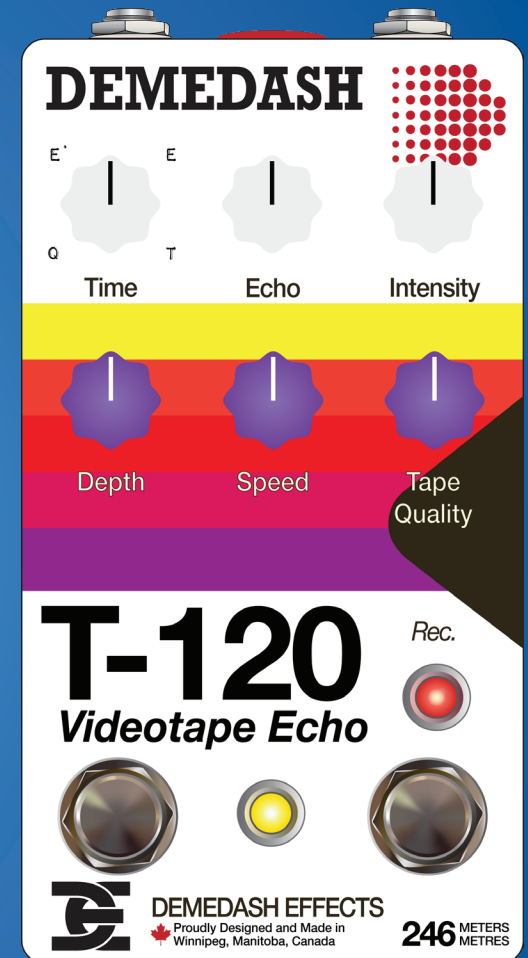 DEMEDASH
E· E
Q T
Time Echo Intensity
Depth Speed Tape
Quality
T-120
Rec.
Videotape Echo
DEMEDASH EFFECTS
Proudly Designed and Made in
Winnipeg, Manitoba, Canada
246 METERS
METRES